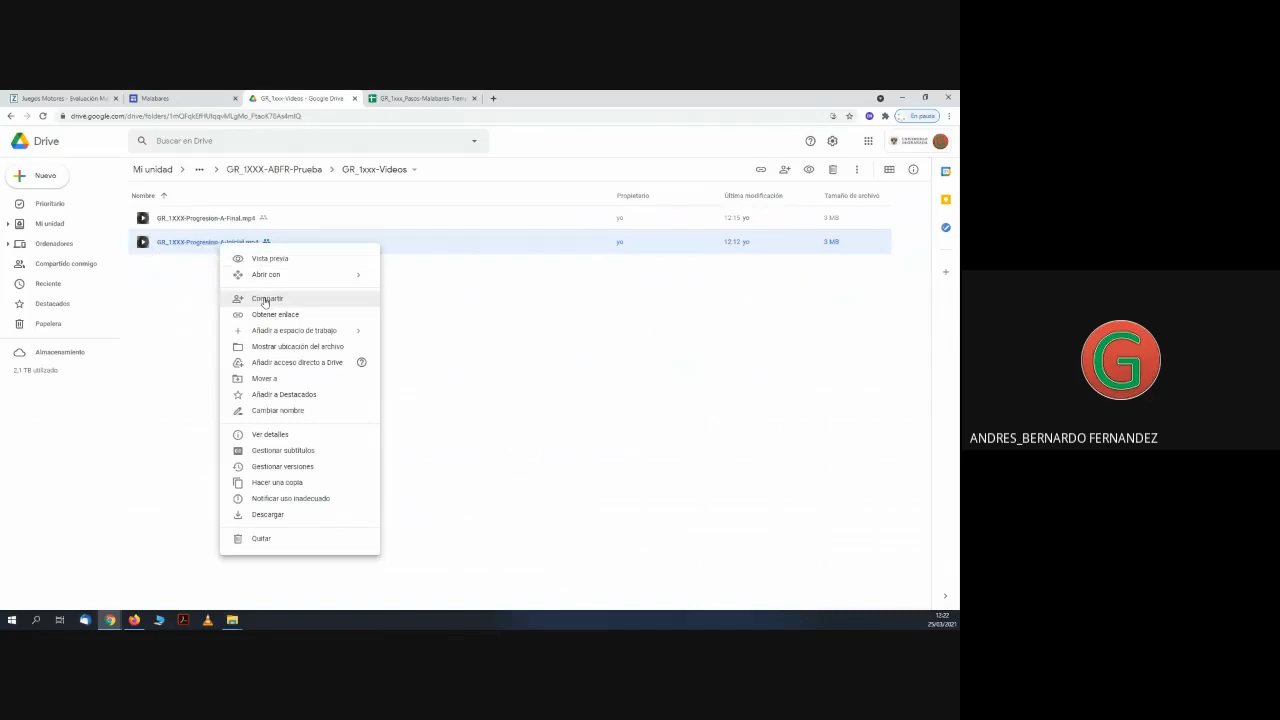 Juegos Motores - Evaluación M
Malabares
GR_1xxx-Videos - Google Drive
GR_1xxx_Pasos-Malabares-Tiem
drive.google.com/drive/folders/
En pausa
Drive
Buscar en Drive
Nuevo
Mi unidad
GR_1XXX-ABFR-Prueba
GR_1xxx-Videos
Nombre
Propietario
Última modificación
Tamaño de archivo
Prioritario
GR_1XXX-Progresion-A-Final.mp4
yo
12:15 yo
3 MB
Mi unidad
GR_1XXX-Progresion-A-Inicial.mp4
yo
12:12 yo
3 MB
Ordenadores
Compartido conmigo
Reciente
Destacados
Papelera
Almacenamiento
2,1 TB utilizado
Vista previa
Abrir con
Compartir
Obtener enlace
Añadir a espacio de trabajo
Mostrar ubicación del archivo
Añadir acceso directo a Drive
Mover a
Añadir a Destacados
Cambiar nombre
Ver detalles
Gestionar subtítulos
Gestionar versiones
Hacer una copia
Notificar uso inadecuado
Descargar
Quitar
12:22
25/03/2021
G
ANDRES_BERNARDO FERNANDEZ